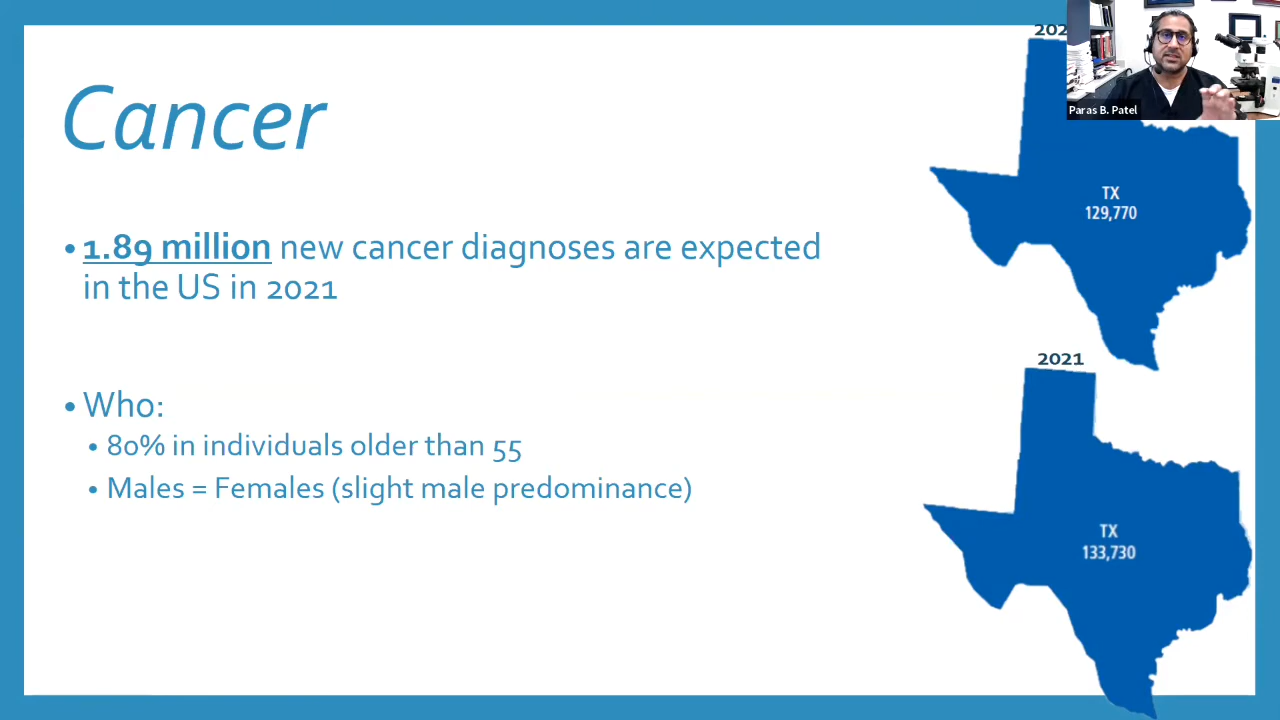 Cancer
• 1.89 million new cancer diagnoses are expected
in the US in 2021
• Who:
• 80% in individuals older than 55
• Males = Females (slight male predominance)
TX
129,770
2021
TX
133,730
Paras B. Patel